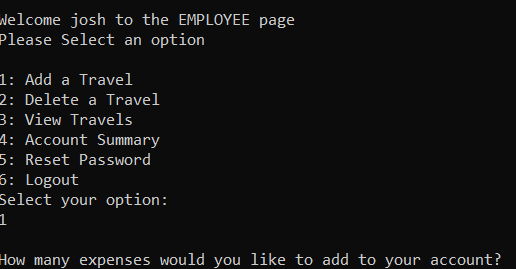 Welcome josh to the EMPLOYEE page
Please Select an option
1: Add a Travel
2: Delete a Travel
3: View Travels
4: Account Summary
5: Reset Password
6: Logout
Select your option:
1
How many expenses would you like to add to your account?